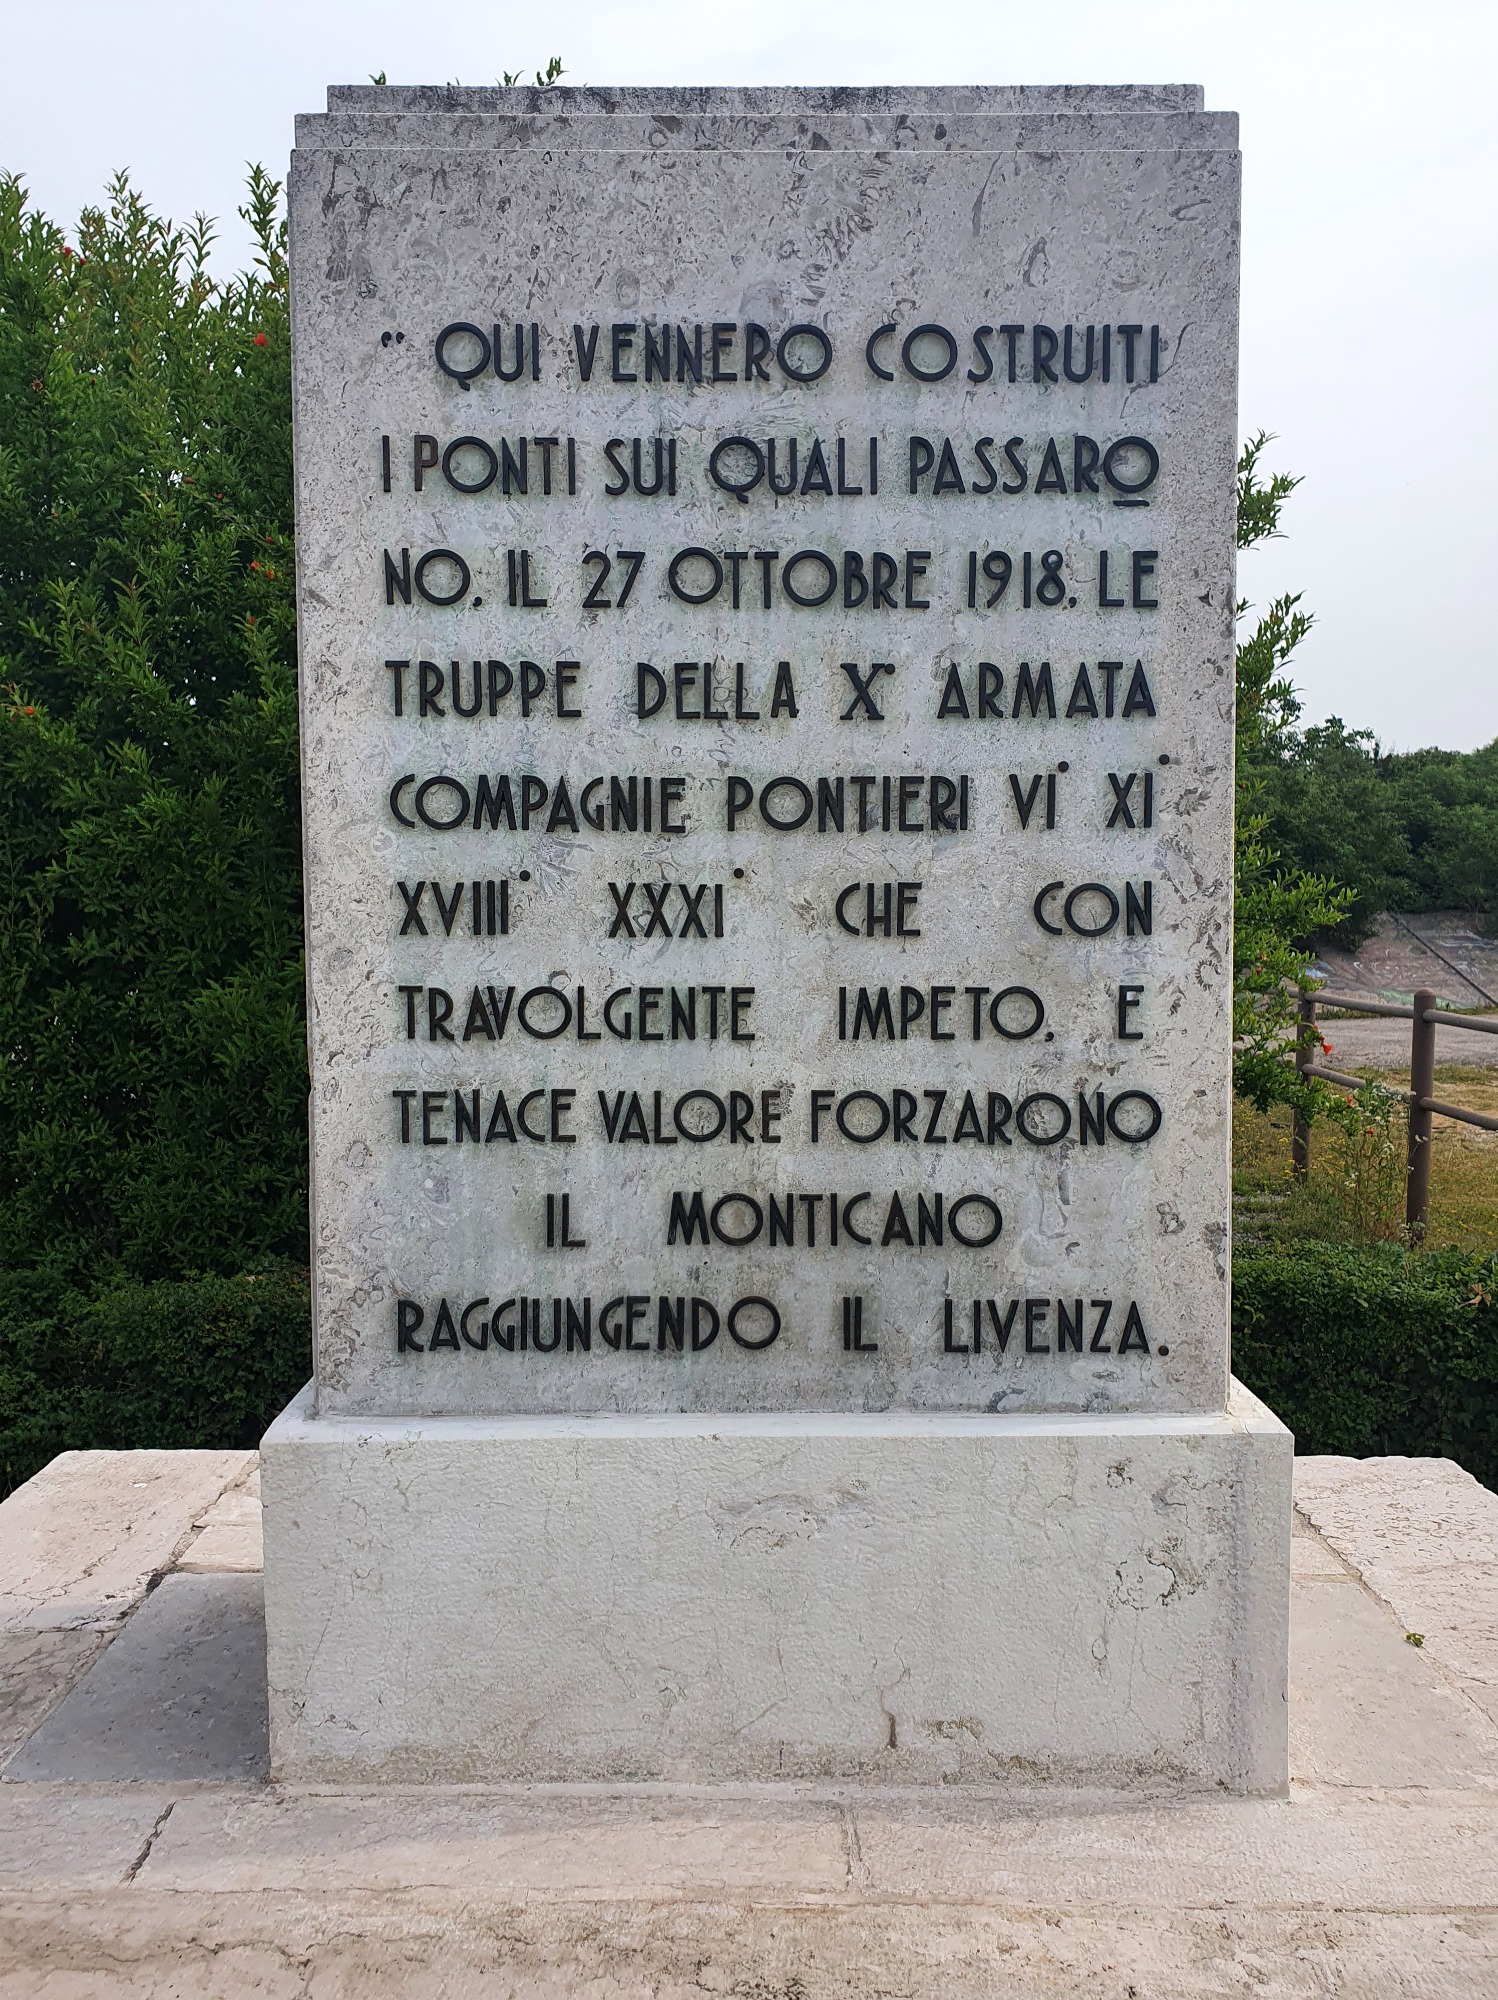 “ QUI VENNERO COSTRUITI
I PONTI SUI QUALI PASSARO
NO, IL 27 OTTOBRE 1918, LE
TRUPPE DELLA X° ARMATA
COMPAGNIE PONTIERI VI° XI°
XVIII° XXXI° CHE CON
TRAVOLGENTE IMPETO, E
TENACE VALORE FORZARONO
IL MONTICANO
RAGGIUNGENDO IL LIVENZA.